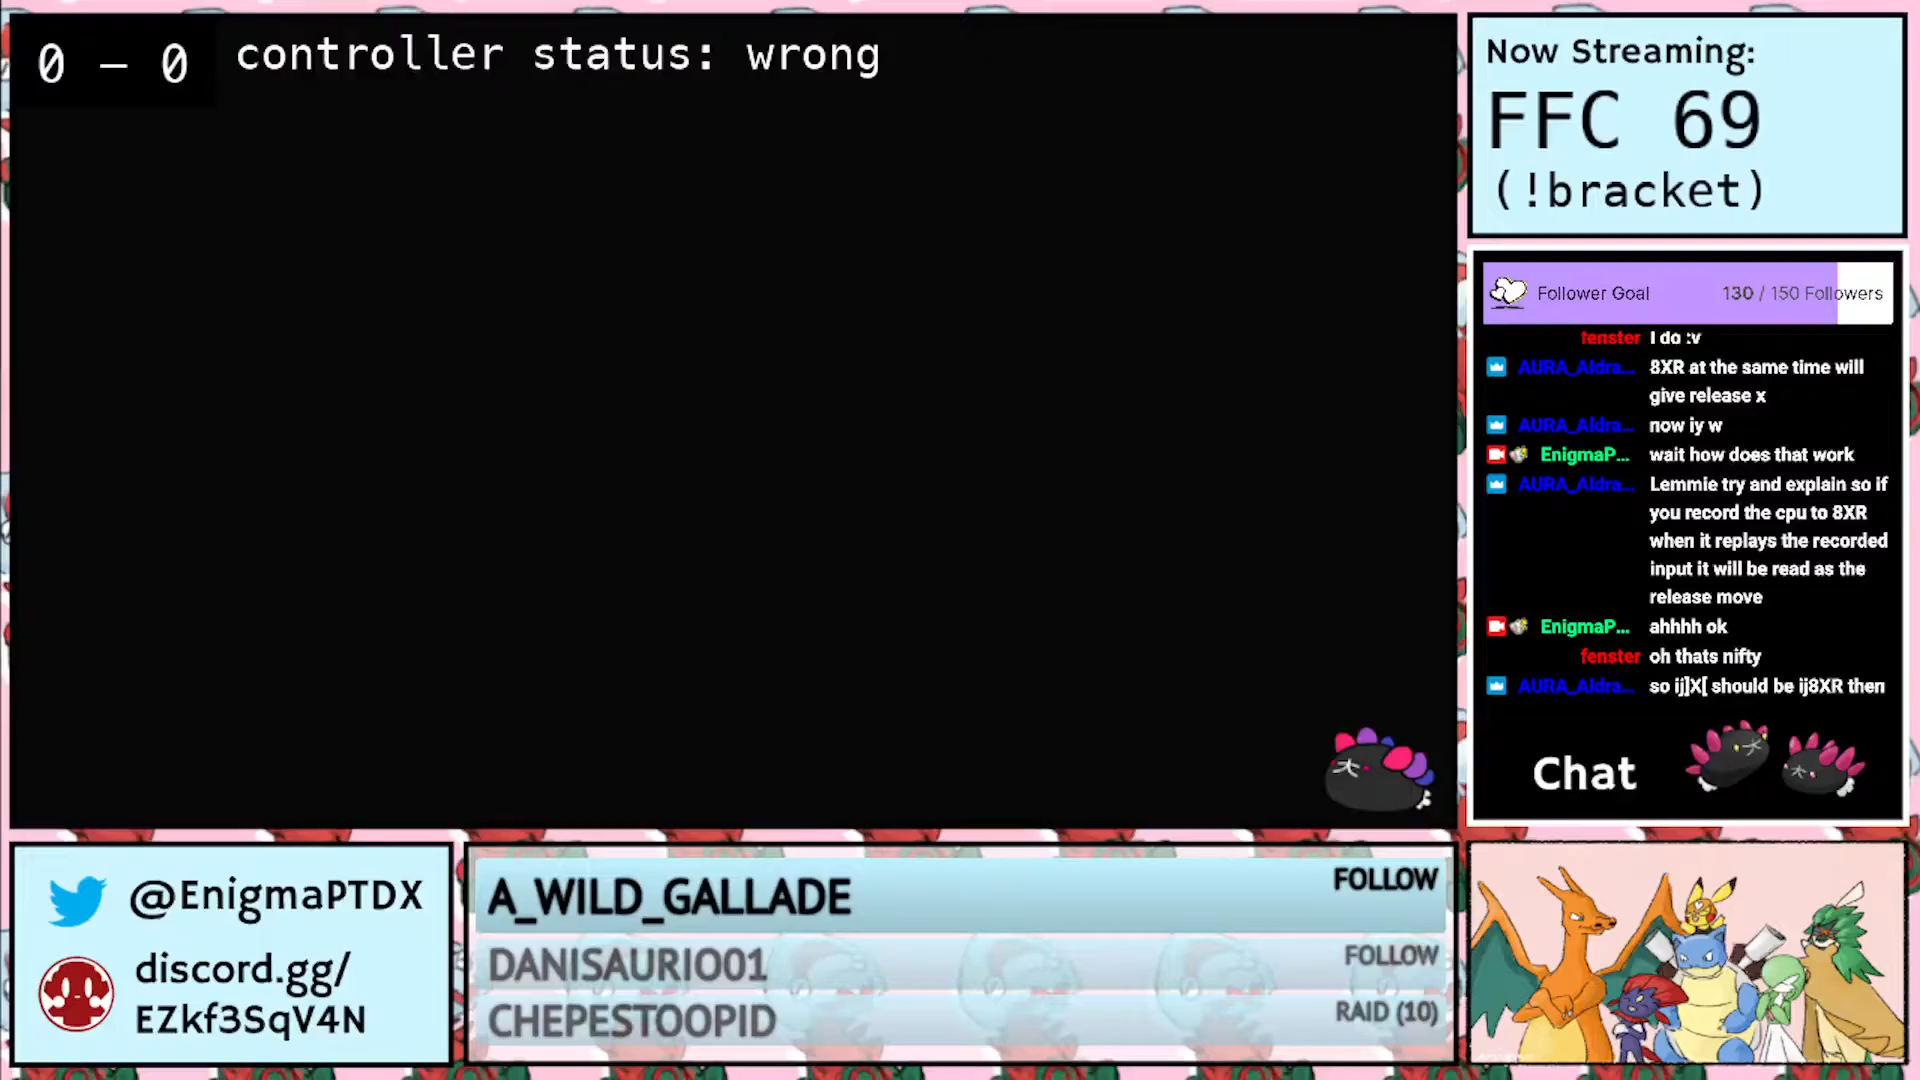 0 – 0
controller status: wrong
Now Streaming:
FFC 69
(!bracket)
Follower Goal 130 / 150 Followers
fenster I do :v
AURA_Aldra... 8XR at the same time will
give release x
AURA_Aldra... now iy w
EnigmaP... wait how does that work
AURA_Aldra... Lemmie try and explain so if
you record the cpu to 8XR
when it replays the recorded
input it will be read as the
release move
EnigmaP... ahhhh ok
fenster oh thats nifty
AURA_Aldra... so ij]X[ should be ij8XR then
Chat
@EnigmaPTDX
discord.gg/
EZkf3SqV4N
A_WILD_GALLADE FOLLOW
DANISAURIO01 FOLLOW
CHEPESTOOPID RAID (10)